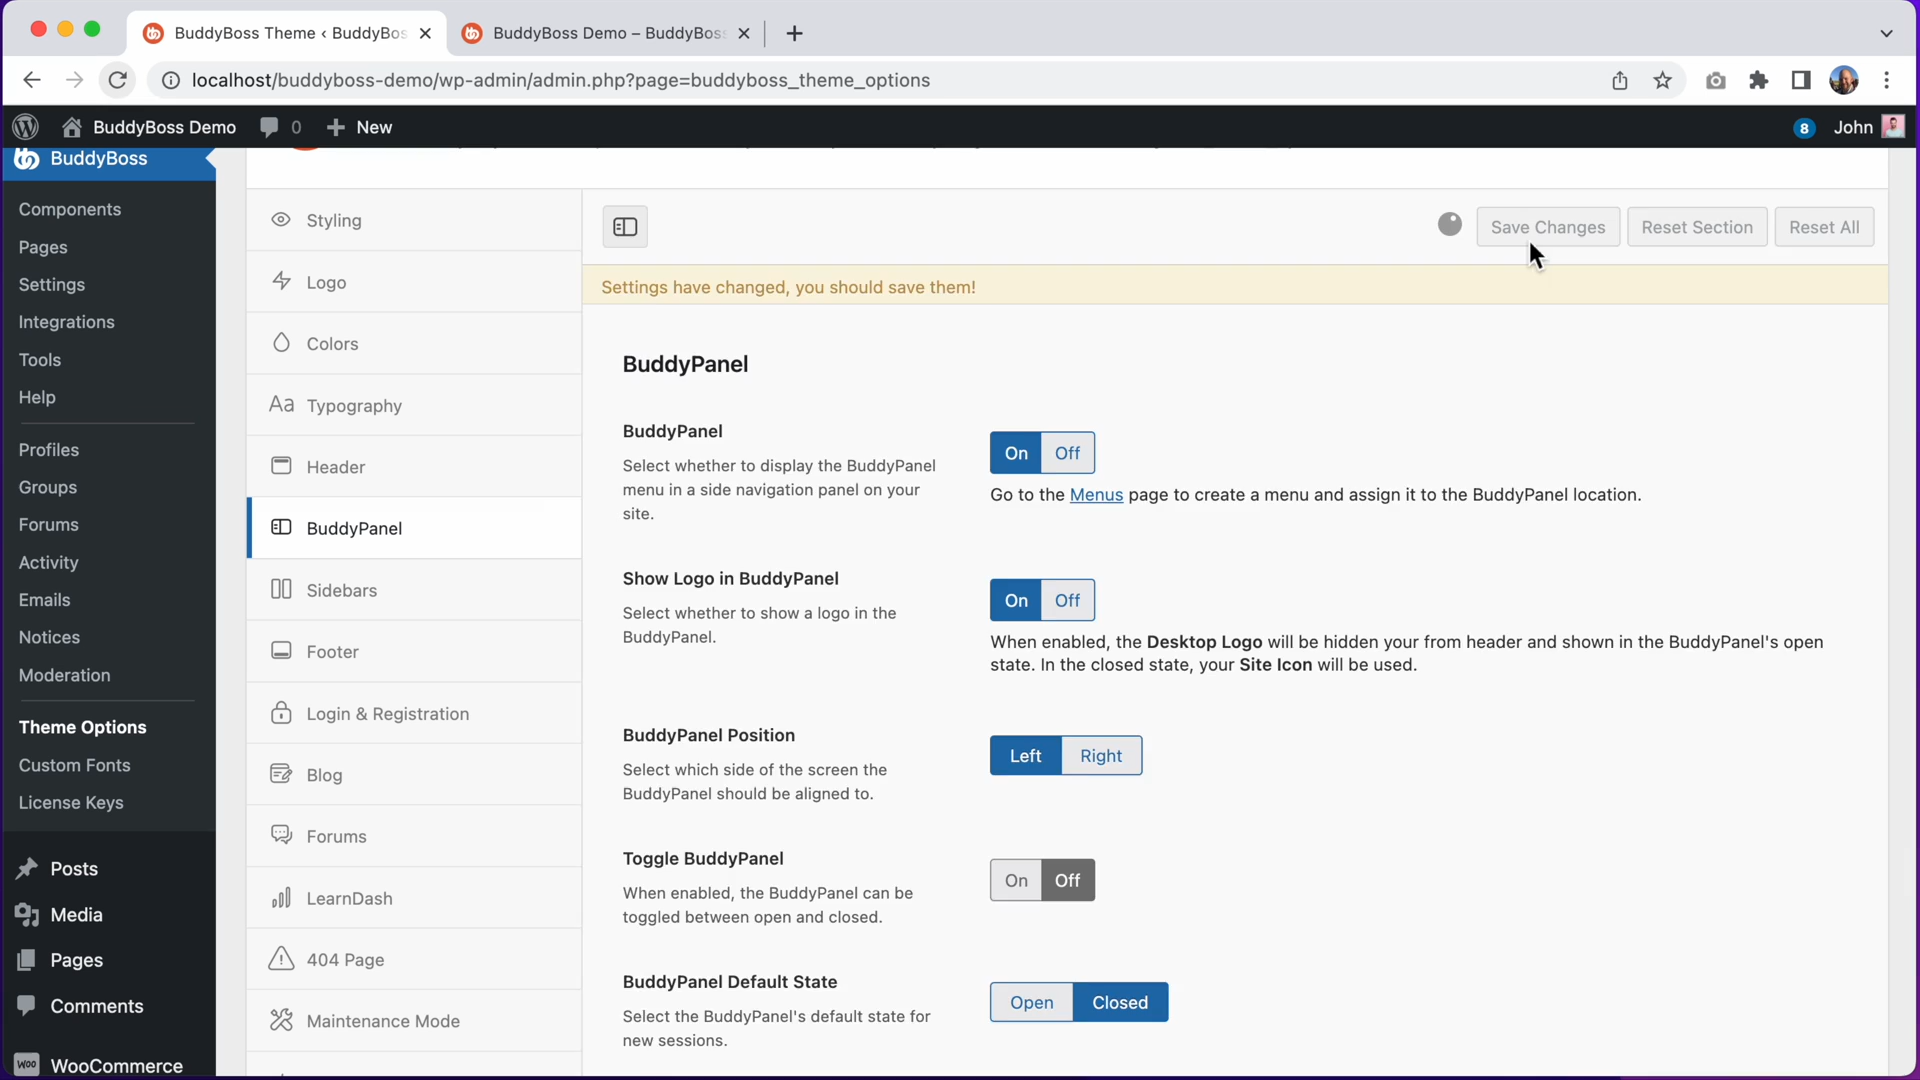 BuddyBoss Theme ‹ BuddyBos
BuddyBoss Demo – BuddyBoss
localhost/buddyboss-demo/wp-admin/admin.php?page=buddyboss_theme_options
BuddyBoss Demo 0 New
8 John
BuddyBoss
Components
Pages
Settings
Integrations
Tools
Help
Profiles
Groups
Forums
Activity
Emails
Notices
Moderation
Theme Options
Custom Fonts
License Keys
Posts
Media
Pages
Comments
WOO WooCommerce
Styling
Logo
Colors
Aa Typography
Header
BuddyPanel
Sidebars
Footer
Login & Registration
Blog
Forums
LearnDash
404 Page
Maintenance Mode
Save Changes Reset Section Reset All
Settings have changed, you should save them!
BuddyPanel
BuddyPanel
Select whether to display the BuddyPanel
menu in a side navigation panel on your
site.
On Off
Go to the Menus page to create a menu and assign it to the BuddyPanel location.
Show Logo in BuddyPanel
Select whether to show a logo in the
BuddyPanel.
On Off
When enabled, the Desktop Logo will be hidden your from header and shown in the BuddyPanel's open
state. In the closed state, your Site Icon will be used.
BuddyPanel Position
Select which side of the screen the
BuddyPanel should be aligned to.
Left Right
Toggle BuddyPanel
When enabled, the BuddyPanel can be
toggled between open and closed.
On Off
BuddyPanel Default State
Select the BuddyPanel's default state for
new sessions.
Open Closed